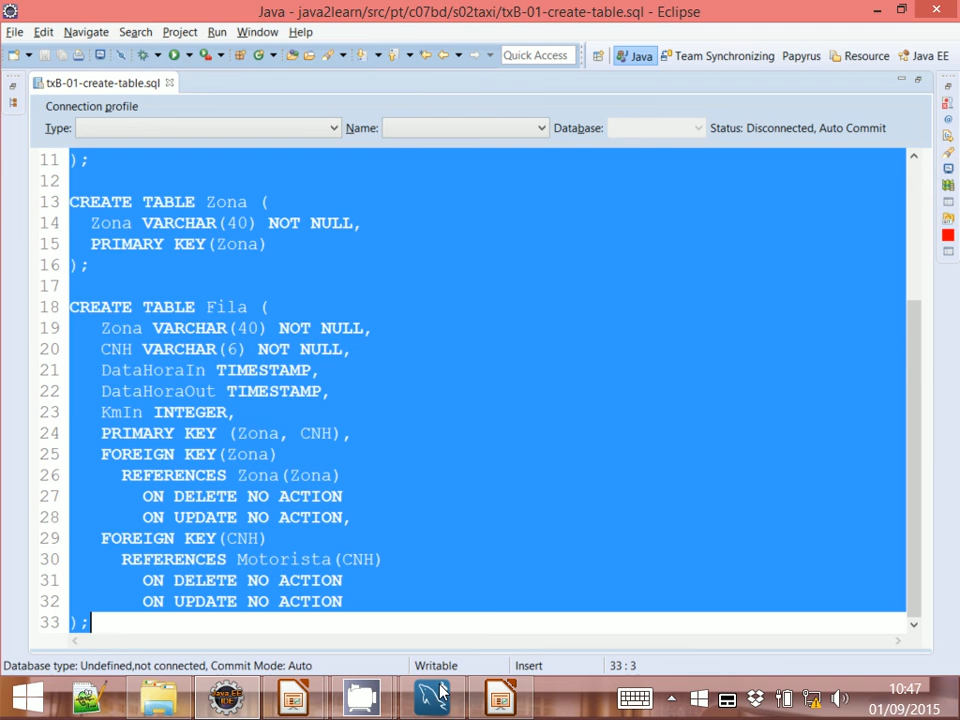 Java - java2learn/src/pt/c07bd/s02taxi/txB-01-create-table.sql - Eclipse
File Edit Navigate Search Project Run Window Help
Quick Access Java Team Synchronizing Papyrus Resource Java EE
txB-01-create-table.sql
Connection profile
Type: Name: Database: Status: Disconnected, Auto Commit
11 );
12
13 CREATE TABLE Zona (
14 Zona VARCHAR(40) NOT NULL,
15 PRIMARY KEY(Zona)
16 );
17
18 CREATE TABLE Fila (
19 Zona VARCHAR(40) NOT NULL,
20 CNH VARCHAR(6) NOT NULL,
21 DataHoraIn TIMESTAMP,
22 DataHoraOut TIMESTAMP,
23 KmIn INTEGER,
24 PRIMARY KEY (Zona, CNH),
25 FOREIGN KEY(Zona)
26 REFERENCES Zona(Zona)
27 ON DELETE NO ACTION
28 ON UPDATE NO ACTION,
29 FOREIGN KEY(CNH)
30 REFERENCES Motorista(CNH)
31 ON DELETE NO ACTION
32 ON UPDATE NO ACTION
33 );
Database type: Undefined,not connected, Commit Mode: Auto Writable Insert 33 : 3
Java EE
IDE
10:47
01/09/2015